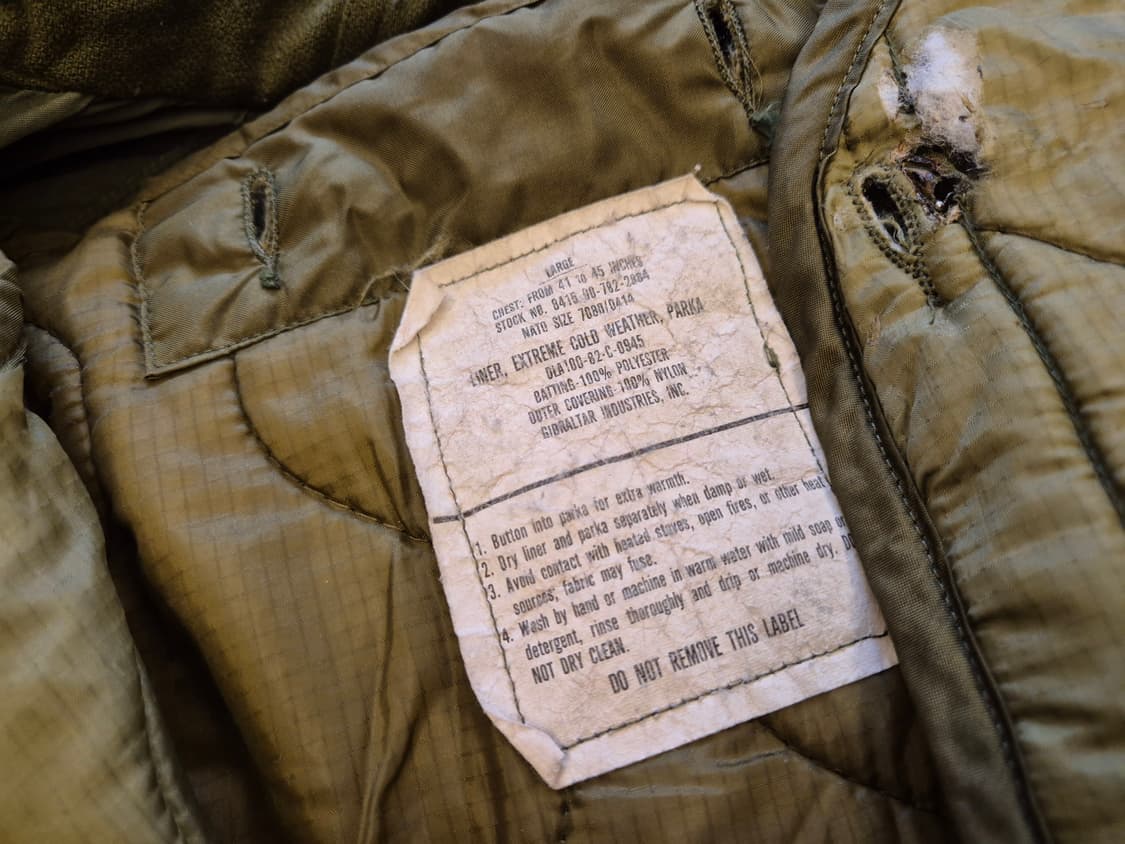 LARGE
CHEST: FROM 41 TO 45 INCHES
STOCK NO. 8415-00-782-2884
NATO SIZE 7080/0414
LINER, EXTREME COLD WEATHER, PARKA
DLA100-82-C-0945
BATTING-100% POLYESTER
OUTER COVERING-100% NYLON
GIBRALTAR INDUSTRIES, INC.
1. Button into parka for extra warmth.
2. Dry liner and parka separately when damp or wet.
3. Avoid contact with heated stoves, open fires, or other heat
sources; fabric may fuse.
4. Wash by hand or machine in warm water with mild soap or
detergent, rinse thoroughly and drip or machine dry. DO
NOT DRY CLEAN.
DO NOT REMOVE THIS LABEL